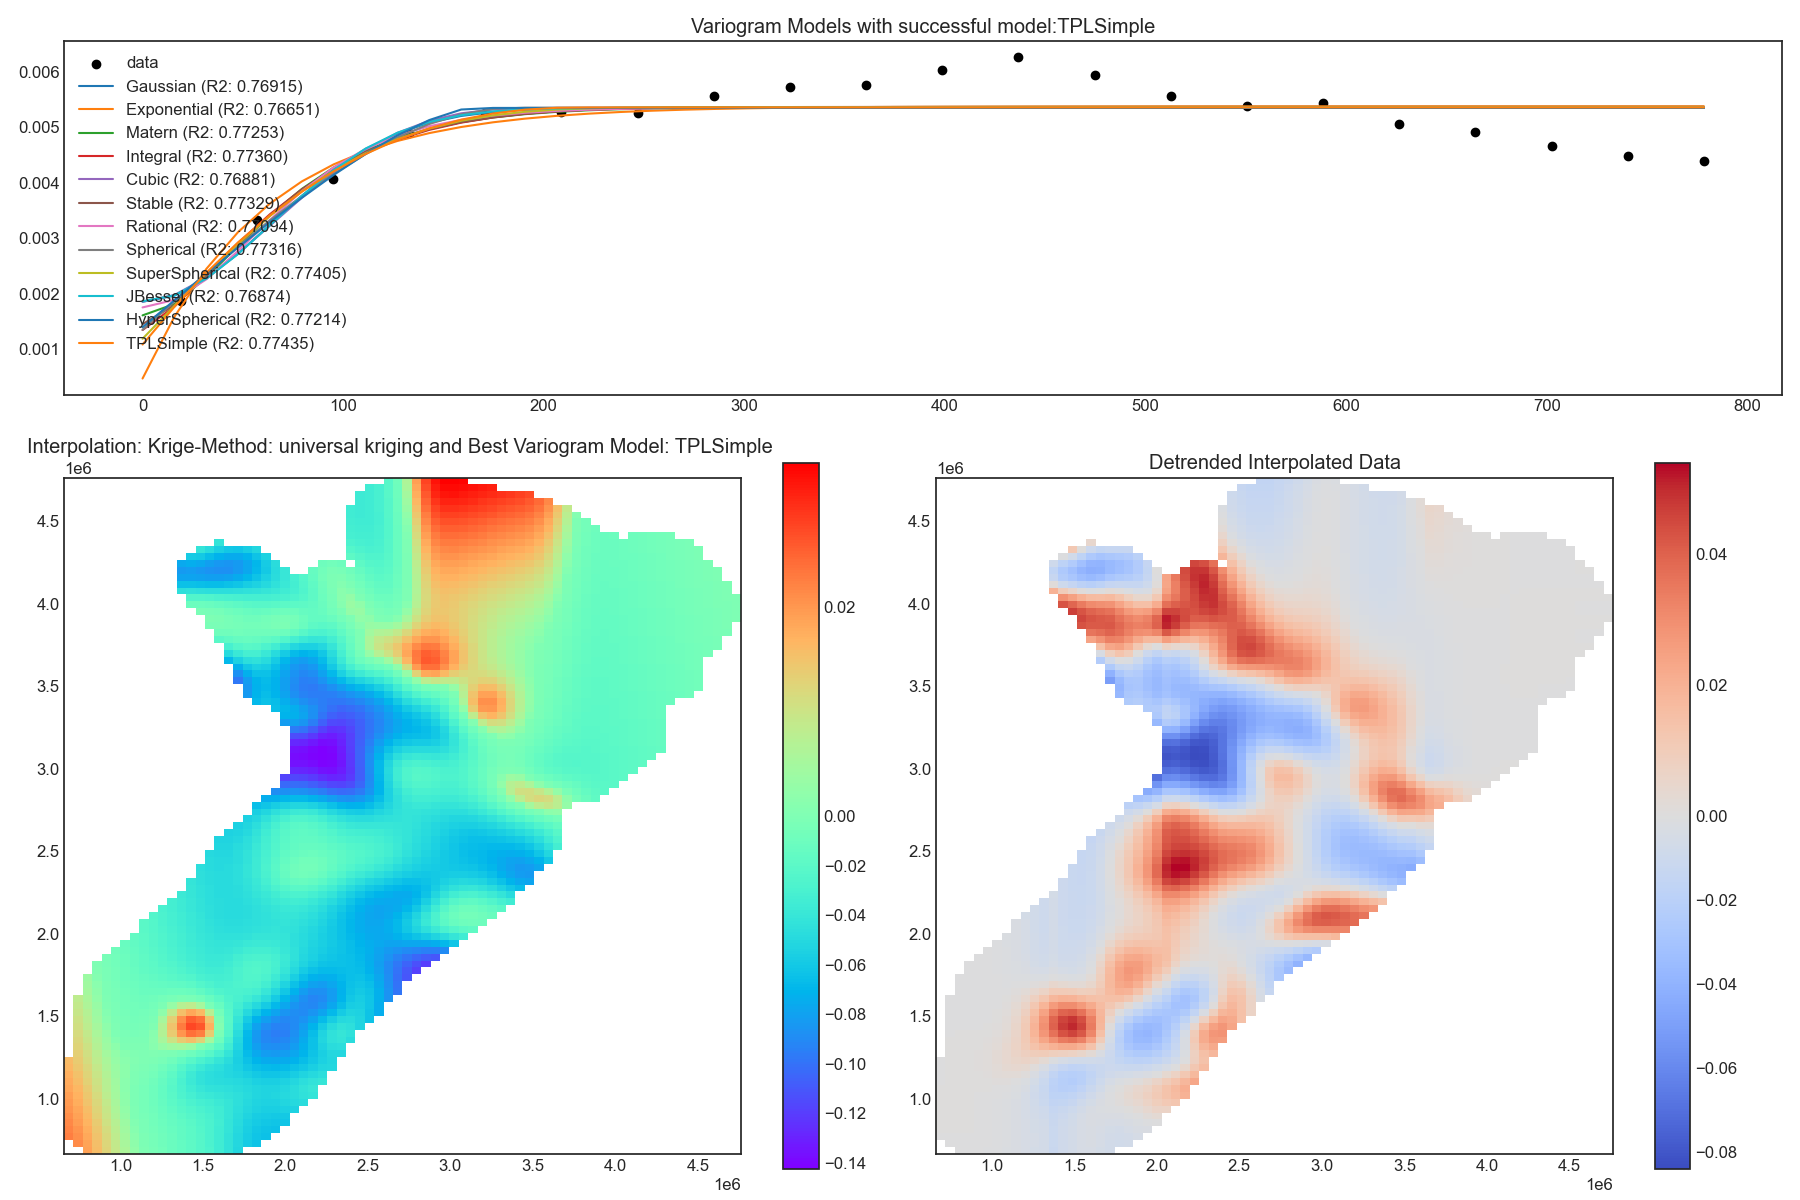 Variogram Models with successful model:TPLSimple
0.006
0.005
0.004
0.003
0.002
0.001
data
Gaussian (R2: 0.76915)
Exponential (R2: 0.76651)
Matern (R2: 0.77253)
Integral (R2: 0.77360)
Cubic (R2: 0.76881)
Stable (R2: 0.77329)
Rational (R2: 0.77094)
Spherical (R2: 0.77316)
SuperSpherical (R2: 0.77405)
JBessel (R2: 0.76874)
HyperSpherical (R2: 0.77214)
TPLSimple (R2: 0.77435)
0 100 200 300 400 500 600 700 800
Interpolation: Krige-Method: universal kriging and Best Variogram Model: TPLSimple
1e6
4.5
4.0
3.5
3.0
2.5
2.0
1.5
1.0
1.0 1.5 2.0 2.5 3.0 3.5 4.0 4.5
1e6
0.02
0.00
−0.02
−0.04
−0.06
−0.08
−0.10
−0.12
−0.14
Detrended Interpolated Data
1e6
4.5
4.0
3.5
3.0
2.5
2.0
1.5
1.0
1.0 1.5 2.0 2.5 3.0 3.5 4.0 4.5
1e6
0.04
0.02
0.00
−0.02
−0.04
−0.06
−0.08